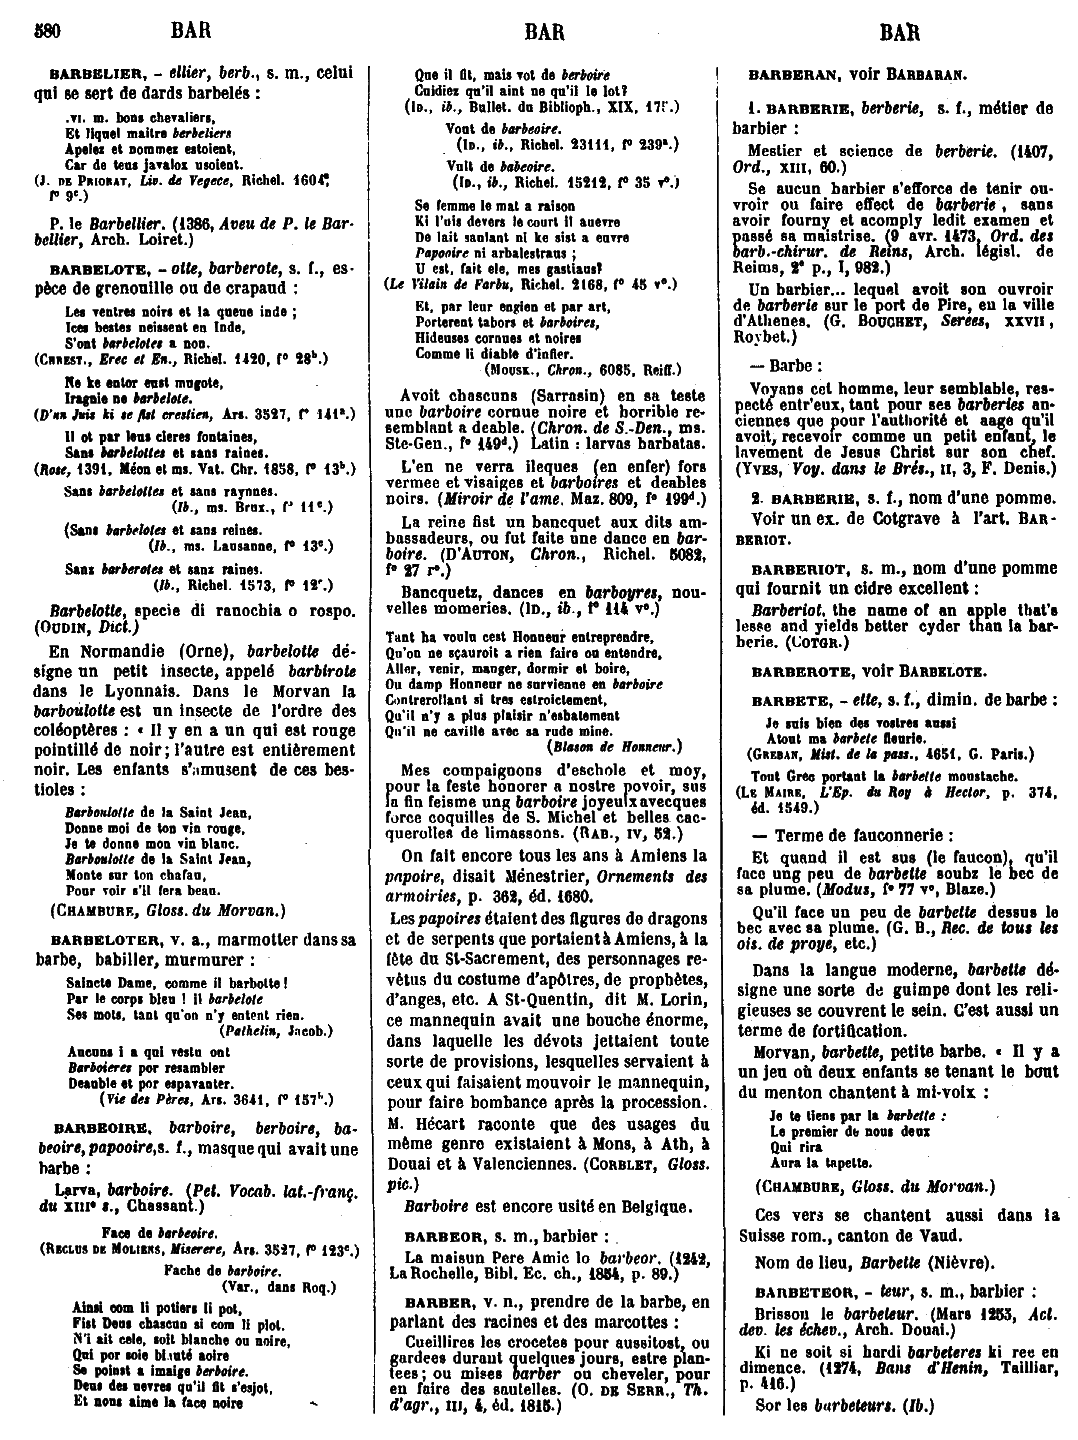 580 BAR BAR BAR
BARBELIER, - ellier, berb., s. m., celui
qui se sert de dards barbelés :
.VI. m. bons chevaliers,
Et liquel maitre berbeliers
Apelez et nommez estoient,
Car de teus javaloz usoient.
(J. DE PRIORAT, Liv. de Vegece, Richel. 1604,
f° 9c.)
P. le Barbellier. (1386, Aveu de P. le Bar-
bellier, Arch. Loiret.)
BARBELOTE, - olte, barberote, s. f., es-
pèce de grenouille ou de crapaud :
Les ventres noirs et la queue inde ;
Ices bestes neissent en Inde,
S'ont barbelotes a non.
(CHREST., Erec et En., Richel. 1420, f° 28b.)
Ne ke entor eust mugote,
Iragnie ne barbelote.
(D'un Juis ki se fist crestien, Ars. 3527, f° 141a.)
Il ot par leus cleres fontaines,
Sans barbelottes et sans raines.
(Rose, 1391, Méon et ms. Vat. Chr. 1858, f° 13b.)
Sans barbelottes et sans raynnes.
(Ib., ms. Brux., f° 11c.)
(Sans barbelotes et sans reines.
(Ib., ms. Lausanne, f° 13c.)
Sanz barberotes et sanz raines.
(Ib., Richel. 1573, f° 12c.)
Barbelotte, specie di ranochia o rospo.
(OUDIN, Dict.)
En Normandie (Orne), barbelotte dé-
signe un petit insecte, appelé barbirote
dans le Lyonnais. Dans le Morvan la
barboulotte est un insecte de l'ordre des
coléoptères : « Il y en a un qui est rouge
pointillé de noir ; l'autre est entièrement
noir. Les enfants s'amusent de ces bes-
tioles :
Barboulotte de la Saint Jean,
Donne moi de ton vin rouge,
Je te donne mon vin blanc.
Barboulotte de la Saint Jean,
Monte sur ton chafau,
Pour voir s'il fera beau.
(CHAMBURE, Gloss. du Morvan.)
BARBELOTER, v. a., marmotter dans sa
barbe, babiller, murmurer :
Saincte Dame, comme il barbotte !
Par le corps bleu ! il barbelote
Ses mots, tant qu'on n'y entent rien.
(Pathelin, Jacob.)
Aucuns i a qui vestu ont
Barboieres por resambler
Deauble et por espavanter.
(Vie des Pères, Ars. 3641, f° 157b.)
BARBEOIRE, barboire, berboire, ba-
beoire, papooire, s. f., masque qui avait une
barbe :
Larva, barboire. (Pet. Vocab. lat.-franç.
du XIIIe s., Chassant.)
Face de barbeoire.
(RECLUS DE MOLIENS, Miserere, Ars. 3527, f° 123c.)
Fache de barboire.
(Var., dans Roq.)
Ainsi com li potiers li pot,
Fist Deus chascun si com li plot.
N'i ait cele, soit blanche ou noire,
Qui por soie biauté acire
Se poinst a imaige berboire.
Deus des uevres qu'il fit s'esjot,
Et nous aime la face noire
Que il fit, mais vot de berboire
Cuidiez qu'il aint ne qu'il le lot?
(ID., ib., Bullet. du Biblioph., XIX, 175.)
Vont de barbeoire.
(ID., ib., Richel. 23111, f° 239a.)
Vult de babeoire.
(ID., ib., Richel. 15212, f° 35 v°.)
Se femme le mat a raison
Ki l'uis devers le court il auevre
De lait sanlant ni ke sist a euvre
Papooire ni arbalestraus ;
U est, fait ele, mes gastiaus?
(Le Vilain de Farbu, Richel. 2168, f° 45 v°.)
Et, par leur engien et par art,
Porterent tabors et barboires,
Hideuses cornues et noires
Comme li diable d'infier.
(MOUSK., Chron., 6085, Reiff.)
Avoit chascuns (Sarrasin) en sa teste
une barboire cornue noire et horrible re-
semblant a deable. (Chron. de S.-Den., ms.
Ste-Gen., f° 149d.) Latin : larvas barbatas.
L'en ne verra ileques (en enfer) fors
vermee et visaiges et barboires et deables
noirs. (Miroir de l'ame. Maz. 809, f° 199d.)
La reine fist un bancquet aux dits am-
bassadeurs, ou fut faite une dance en bar-
boire. (D'AUTON, Chron., Richel. 5082,
f° 27 r°.)
Bancquetz, dances en barboyres, nou-
velles momeries. (ID., ib., f° 114 v°.)
Tant ha voulu cest Honneur entreprendre,
Qu'on ne sçauroit a rien faire ou entendre,
Aller, venir, manger, dormir et boire,
Ou damp Honneur ne survienne en barboire
Contrerollant si tres estroictement,
Qu'il n'y a plus plaisir n'esbatement
Qu'il ne caville avec sa rude mine.
(Blason de Honneur.)
Mes compaignons d'eschole et moy,
pour la feste honorer a nostre povoir, sus
la fin feisme ung barboire joyeulx avecques
force coquilles de S. Michel et belles cac-
querolles de limassons. (RAB., IV, 52.)
On fait encore tous les ans à Amiens la
papoire, disait Ménestrier, Ornements des
armoiries, p. 362, éd. 1680.
Les papoires étaient des figures de dragons
et de serpents que portaient à Amiens, à la
fête du St-Sacrement, des personnages re-
vêtus du costume d'apôtres, de prophètes,
d'anges, etc. A St-Quentin, dit M. Lorin,
ce mannequin avait une bouche énorme,
dans laquelle les dévots jettaient toute
sorte de provisions, lesquelles servaient à
ceux qui faisaient mouvoir le mannequin,
pour faire bombance après la procession.
M. Hécart raconte que des usages du
même genre existaient à Mons, à Ath, à
Douai et à Valenciennes. (CORBLET, Gloss.
pic.)
Barboire est encore usité en Belgique.
BARBEOR, s. m., barbier :
La maisun Pere Amic lo barbeor. (1242,
La Rochelle, Bibl. Ec. ch., 1854, p. 89.)
BARBER, v. n., prendre de la barbe, en
parlant des racines et des marcottes :
Cueillires les crocetes pour aussitost, ou
gardees durant quelques jours, estre plan-
tees ; ou mises barber ou cheveler, pour
en faire des sautelles. (O. DE SERR., Th.
d'agr., III, 4, éd. 1815.)
BARBERAN, voir BARBARAN.
1. BARBERIE, berberie, s. f., métier de
barbier :
Mestier et science de berberie. (1407,
Ord., XIII, 60.)
Se aucun barbier s'efforce de tenir ou-
vroir ou faire effect de barberie, sans
avoir fourny et acomply ledit examen et
passé sa maistrise. (9 avr. 1473, Ord. des
barb.-chirur. de Reins, Arch. législ. de
Reims, 2e p., I, 982.)
Un barbier... lequel avoit son ouvroir
de barberie sur le port de Pire, en la ville
d'Athenes. (G. BOUCHET, Serees, XXVII,
Roybet.)
— Barbe :
Voyans cet homme, leur semblable, res-
pecté entr'eux, tant pour ses barberies an-
ciennes que pour l'authorité et aage qu'il
avoit, recevoir comme un petit enfant, le
lavement de Jesus Christ sur son chef.
(YVES, Voy. dans le Brés., II, 3, F. Denis.)
2. BARBERIE, s. f., nom d'une pomme.
Voir un ex. de Cotgrave à l'art. BAR-
BERIOT.
BARBERIOT, s. m., nom d'une pomme
qui fournit un cidre excellent :
Barberiot, the name of an apple that's
lesse and yields better cyder than la bar-
berie. (COTGR.)
BARBEROTE, voir BARBELOTE.
BARBETE, - ette, s. f., dimin. de barbe :
Je suis bien des vostres aussi
Atout ma barbete fleurie.
(GREBAN, Mist. de la pass., 4651, G. Paris.)
Tout Grec portant la barbette moustache.
(LE MAIRE, L'Ep. du Roy à Hector, p. 374,
éd. 1549.)
— Terme de fauconnerie :
Et quand il est sus (le faucon), qu'il
face ung peu de barbette soubz le bec de
sa plume. (Modus, f° 77 v°, Blaze.)
Qu'il face un peu de barbette dessus le
bec avec sa plume. (G. B., Rec. de tous les
ois. de proye, etc.)
Dans la langue moderne, barbette dé-
signe une sorte de guimpe dont les reli-
gieuses se couvrent le sein. C'est aussi un
terme de fortification.
Morvan, barbette, petite barbe. « Il y a
un jeu où deux enfants se tenant le bout
du menton chantent à mi-voix :
Je te tiens par la barbette :
Le premier de nous deux
Qui rira
Aura la tapette.
(CHAMBURE, Gloss. du Morvan.)
Ces vers se chantent aussi dans la
Suisse rom., canton de Vaud.
Nom de lieu, Barbette (Nièvre).
BARBETEOR, - teur, s. m., barbier :
Brissou le barbeteur. (Mars 1253, Act.
dev. les échev., Arch. Douai.)
Ki ne soit si hardi barbeteres ki ree en
dimence. (1274, Bans d'Henin, Tailliar,
p. 416.)
Sor les barbeteurs. (Ib.)